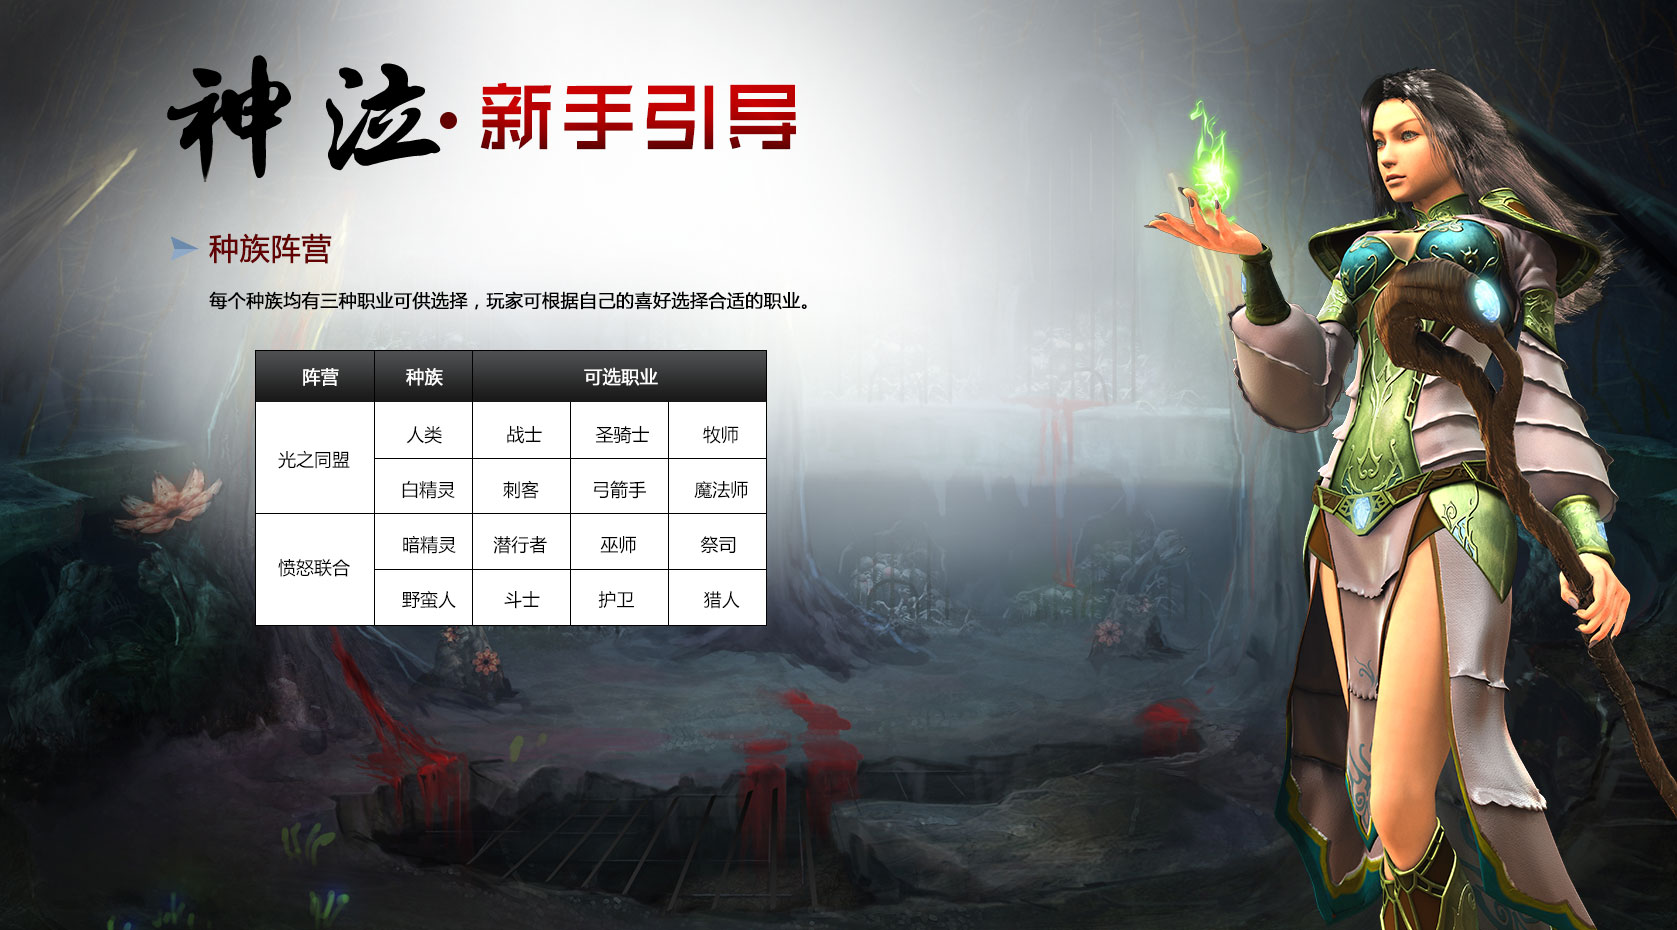 神泣·新手引导
种族阵营
每个种族均有三种职业可供选择，玩家可根据自己的喜好选择合适的职业。
阵营 种族 可选职业
光之同盟 人类 战士 圣骑士 牧师
白精灵 刺客 弓箭手 魔法师
愤怒联合 暗精灵 潜行者 巫师 祭司
野蛮人 斗士 护卫 猎人